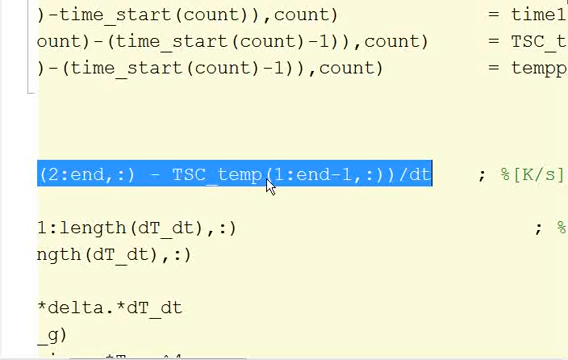 )-time_start(count)),count) = time1
ount)-(time_start(count)-1)),count) = TSC_t
)-(time_start(count)-1)),count) = tempp
(2:end,:) - TSC_temp(1:end-1,:))/dt ; %[K/s]
1:length(dT_dt),:) ; %
ngth(dT_dt),:)
*delta.*dT_dt
_g)